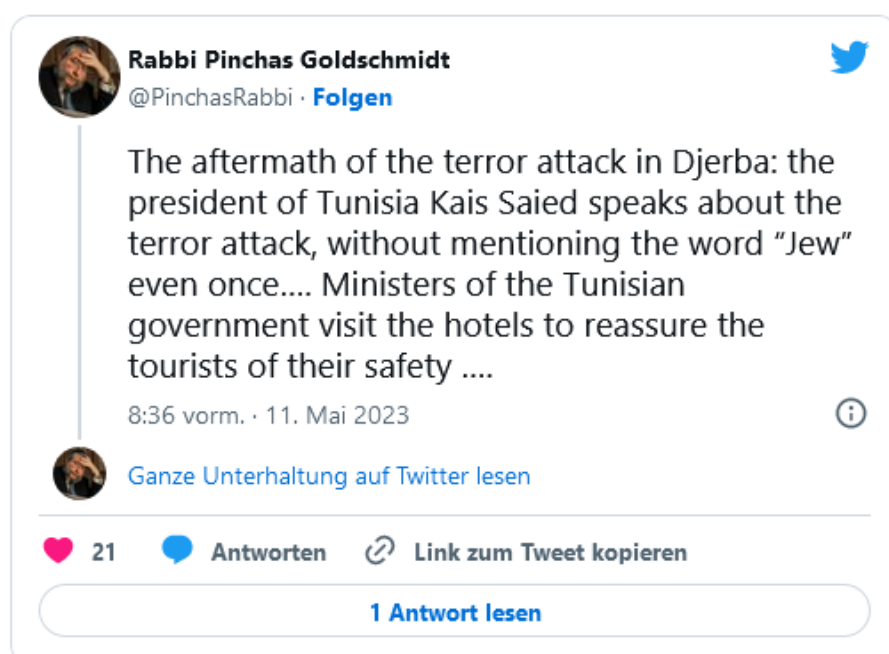 Rabbi Pinchas Goldschmidt
@PinchasRabbi · Folgen
The aftermath of the terror attack in Djerba: the
president of Tunisia Kais Saied speaks about the
terror attack, without mentioning the word “Jew”
even once.... Ministers of the Tunisian
government visit the hotels to reassure the
tourists of their safety ....
8:36 vorm. · 11. Mai 2023
Ganze Unterhaltung auf Twitter lesen
21 Antworten Link zum Tweet kopieren
1 Antwort lesen